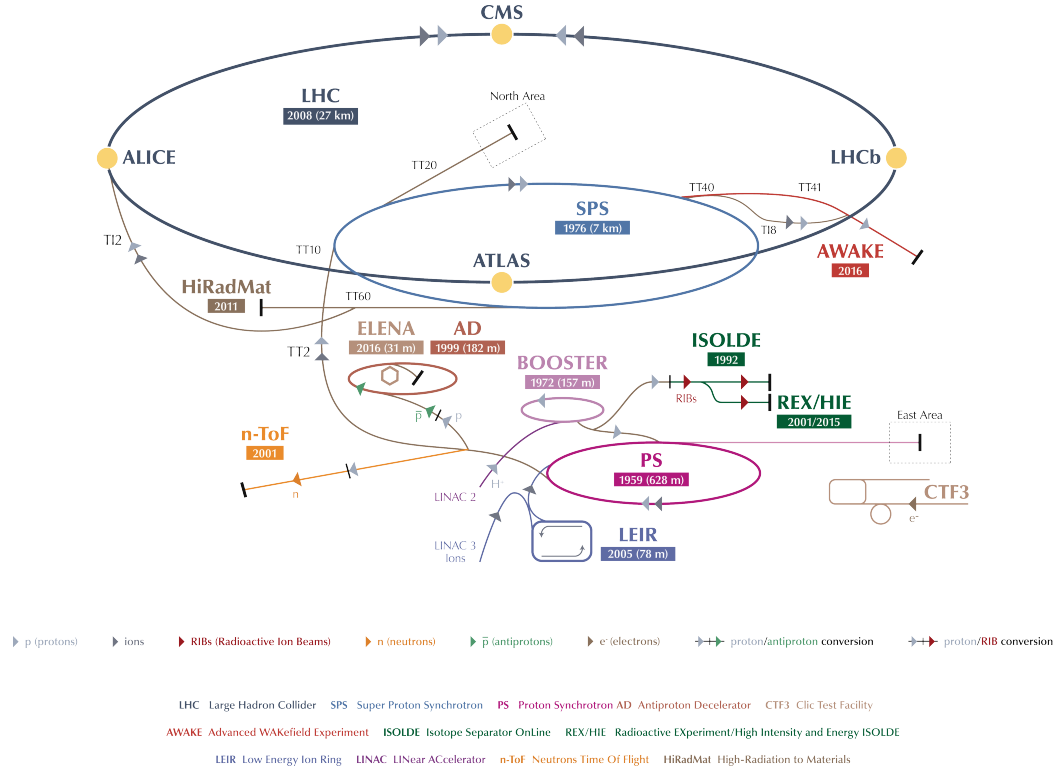 CMS
LHC
2008 (27 km)
North Area
ALICE
LHCb
TT20
TT40
TT41
SPS
1976 (7 km)
TI8
TI2
TT10
ATLAS
AWAKE
2016
HiRadMat
2011
TT60
ELENA
2016 (31 m)
AD
1999 (182 m)
TT2
BOOSTER
1972 (157 m)
ISOLDE
1992
RIBs
REX/HIE
2001/2015
p̅
p
East Area
n-ToF
2001
n
PS
1959 (628 m)
H⁻
LINAC 2
CTF3
e⁻
LINAC 3
Ions
LEIR
2005 (78 m)
p (protons) ions RIBs (Radioactive Ion Beams) n (neutrons) p̅ (antiprotons) e⁻ (electrons) proton/antiproton conversion proton/RIB conversion
LHC Large Hadron Collider SPS Super Proton Synchrotron PS Proton Synchrotron AD Antiproton Decelerator CTF3 Clic Test Facility
AWAKE Advanced WAKefield Experiment ISOLDE Isotope Separator OnLine REX/HIE Radioactive EXperiment/High Intensity and Energy ISOLDE
LEIR Low Energy Ion Ring LINAC LINear ACcelerator n-ToF Neutrons Time Of Flight HiRadMat High-Radiation to Materials